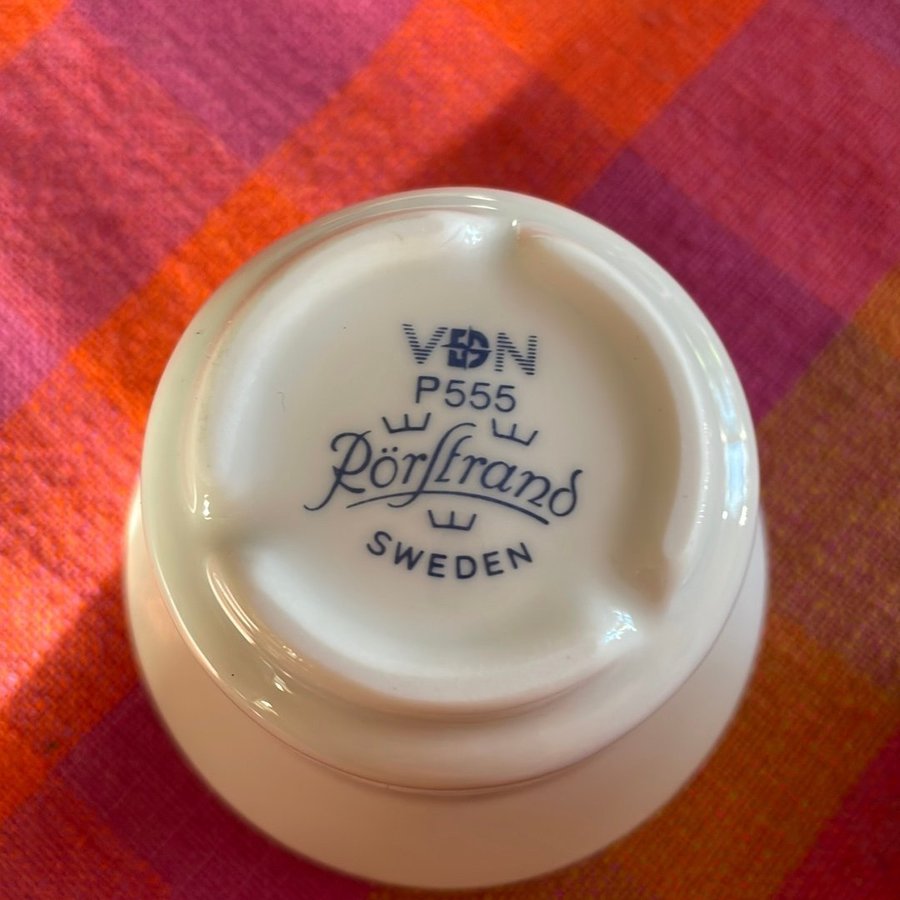 VDN
P555
Rörstrand
SWEDEN